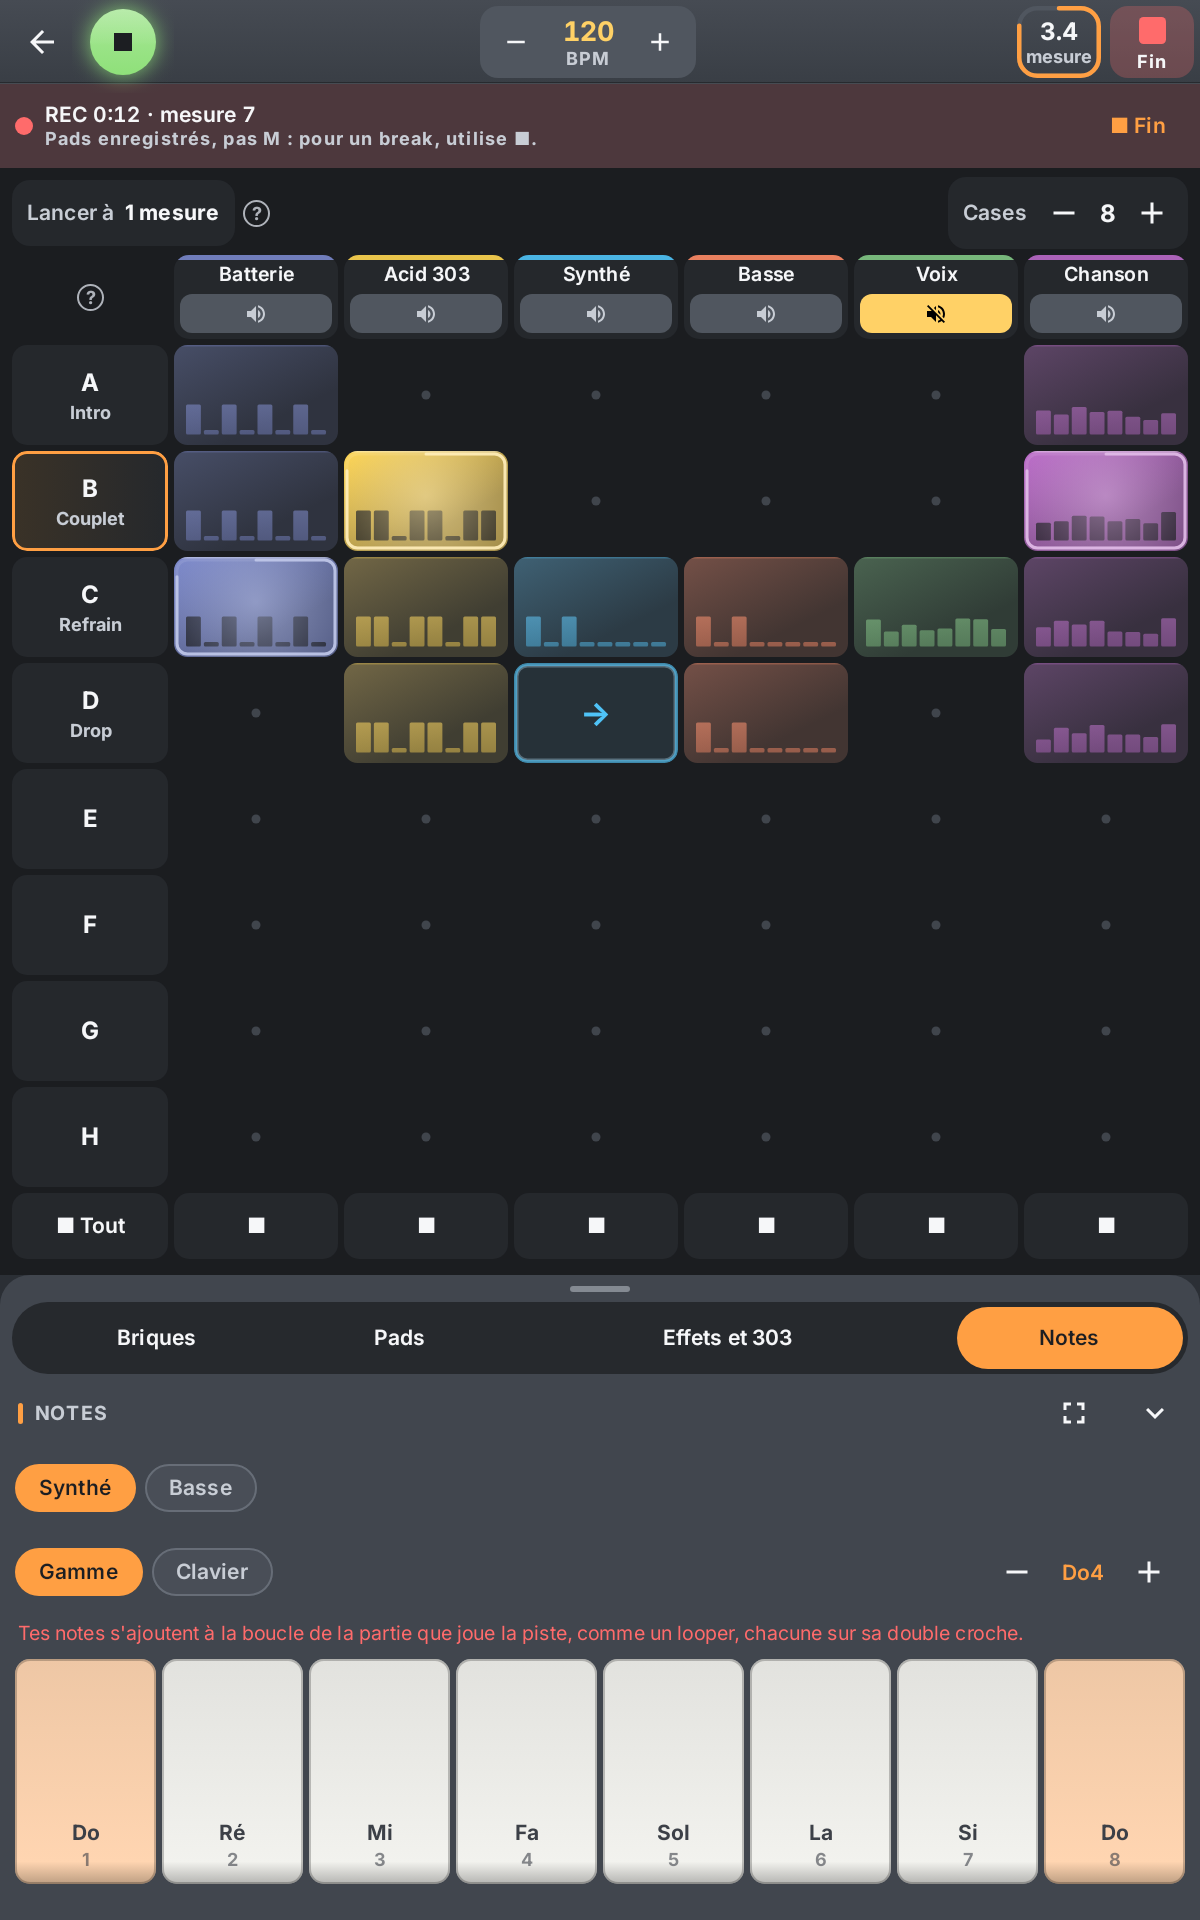 120
BPM
3.4
mesure
Fin
REC 0:12 · mesure 7
Pads enregistrés, pas M : pour un break, utilise ■.
■ Fin
Lancer à 1 mesure
?
Cases
8
?
Batterie
Acid 303
Synthé
Basse
Voix
Chanson
A
Intro
B
Couplet
C
Refrain
D
Drop
E
F
G
H
■ Tout
Briques
Pads
Effets et 303
Notes
NOTES
Synthé
Basse
Gamme
Clavier
Do4
Tes notes s'ajoutent à la boucle de la partie que joue la piste, comme un looper, chacune sur sa double croche.
Do
1
Ré
2
Mi
3
Fa
4
Sol
5
La
6
Si
7
Do
8